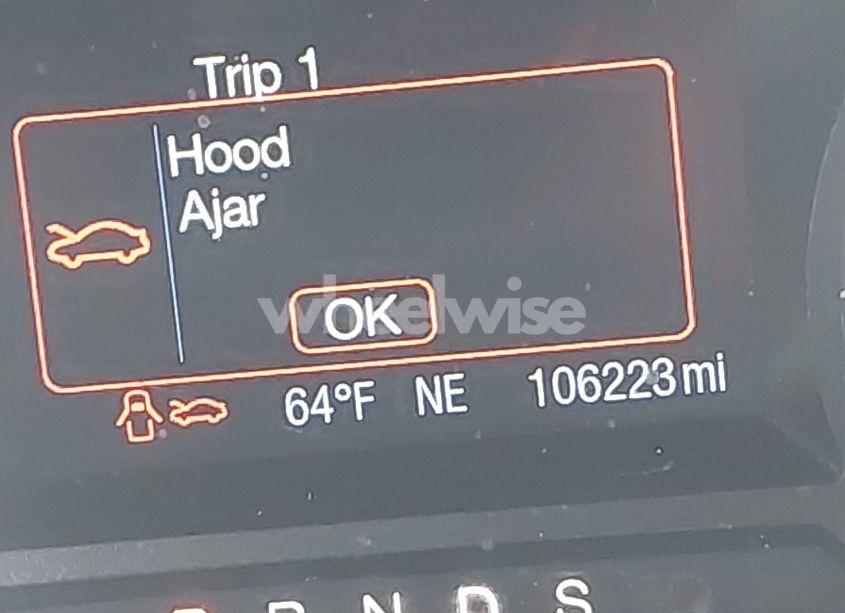 Trip 1
Hood
Ajar
OK
wheelwise
64°F NE 106223 mi
R N D S